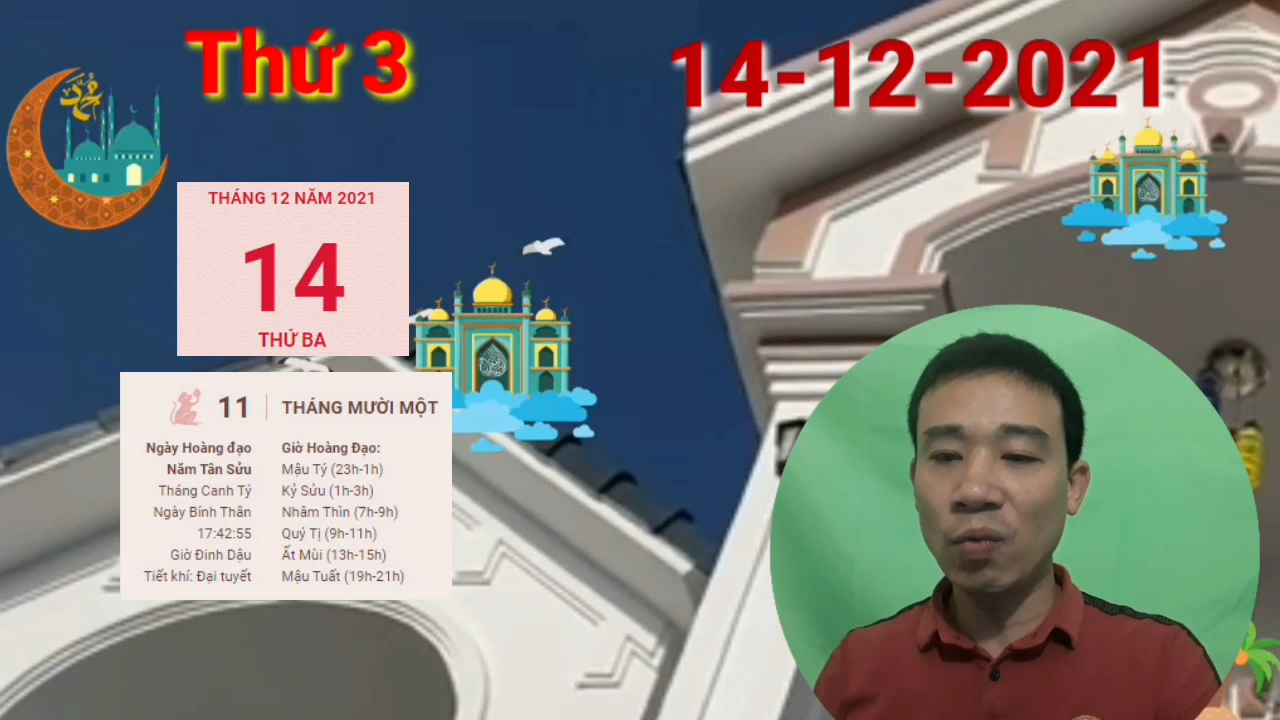 Thứ 3
14-12-2021
محمد
THÁNG 12 NĂM 2021
14
THỨ BA
11 THÁNG MƯỜI MỘT
Ngày Hoàng đạo
Năm Tân Sửu
Tháng Canh Tý
Ngày Bính Thân
17:42:55
Giờ Đinh Dậu
Tiết khí: Đại tuyết
Giờ Hoàng Đạo:
Mậu Tý (23h-1h)
Kỷ Sửu (1h-3h)
Nhâm Thìn (7h-9h)
Quý Tị (9h-11h)
Ất Mùi (13h-15h)
Mậu Tuất (19h-21h)